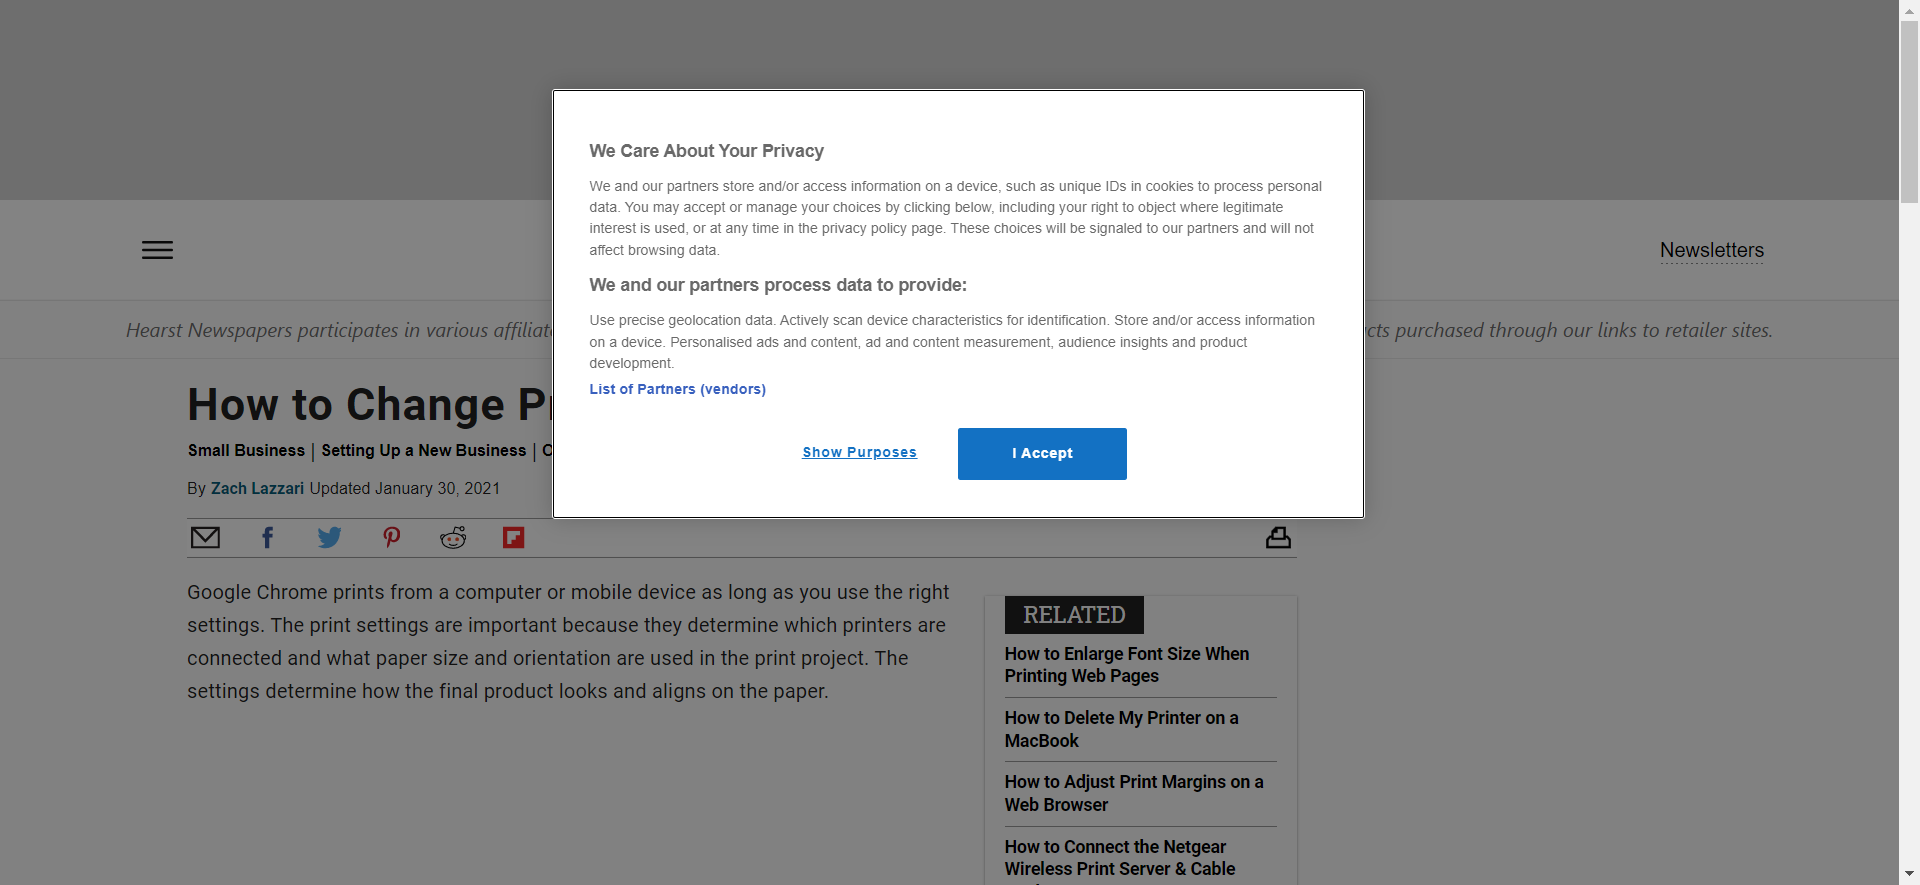 We Care About Your Privacy
We and our partners store and/or access information on a device, such as unique IDs in cookies to process personal
data. You may accept or manage your choices by clicking below, including your right to object where legitimate
interest is used, or at any time in the privacy policy page. These choices will be signaled to our partners and will not
affect browsing data.
We and our partners process data to provide:
Use precise geolocation data. Actively scan device characteristics for identification. Store and/or access information
on a device. Personalised ads and content, ad and content measurement, audience insights and product
development.
List of Partners (vendors)
Show Purposes
I Accept
Newsletters
Hearst Newspapers participates in various
purchased through our links to retailer sites.
How to Change
Small Business | Setting Up a New Business |
By Zach Lazzari Updated January 30, 2021
Google Chrome prints from a computer or mobile device as long as you use the right
settings. The print settings are important because they determine which printers are
connected and what paper size and orientation are used in the print project. The
settings determine how the final product looks and aligns on the paper.
RELATED
How to Enlarge Font Size When
Printing Web Pages
How to Delete My Printer on a
MacBook
How to Adjust Print Margins on a
Web Browser
How to Connect the Netgear
Wireless Print Server & Cable